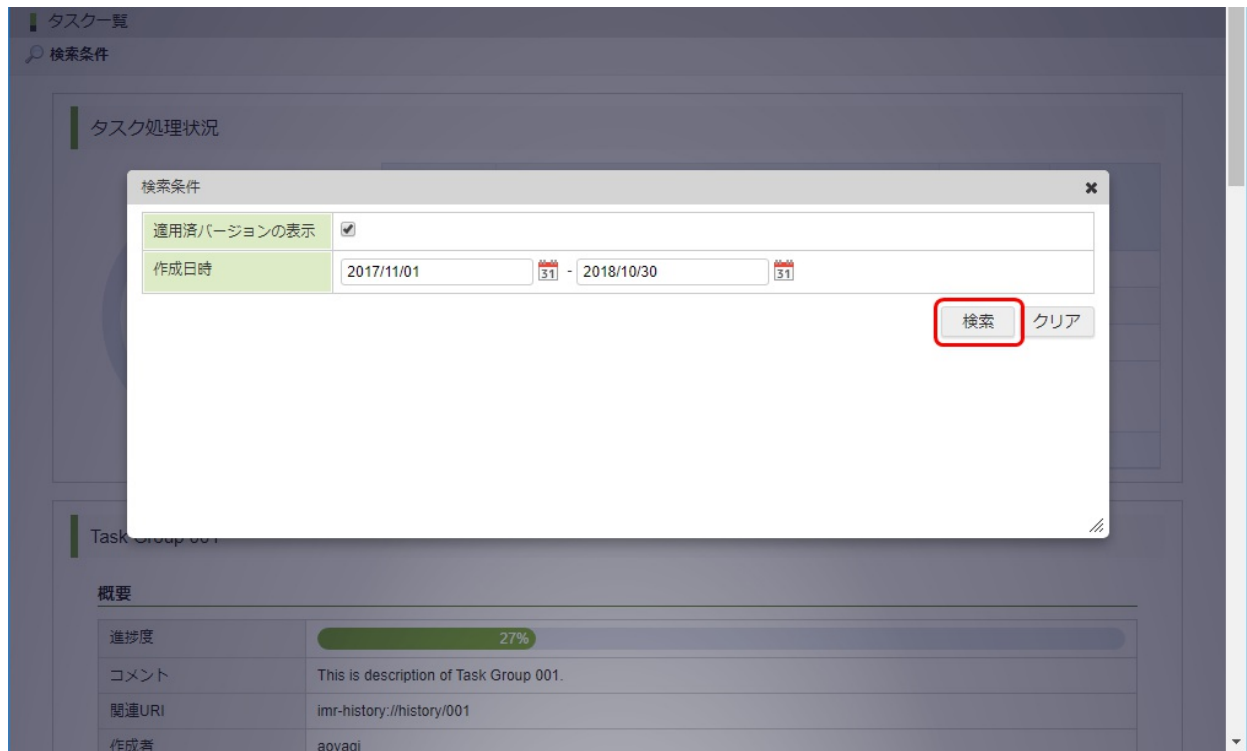 タスク一覧
検索条件
タスク処理状況
検索条件
適用済バージョンの表示
作成日時 2017/11/01 31 - 2018/10/30 31
検索 クリア
Task Group 001
概要
進捗度 27%
コメント This is description of Task Group 001.
関連URI imr-history://history/001
作成者 aoyagi